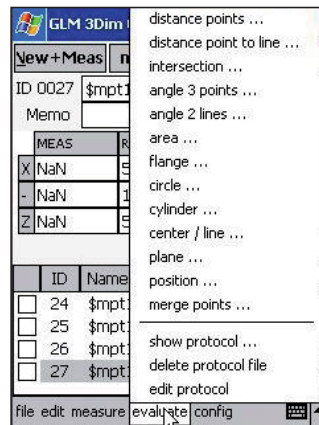 GLM 3Dim
New+Meas
ID 0027 $mpt1
Memo
MEAS
X NaN
- NaN
Z NaN
ID Name
24 $mpt1
25 $mpt1
26 $mpt1
27 $mpt1
distance points ...
distance point to line ...
intersection ...
angle 3 points ...
angle 2 lines ...
area ...
flange ...
circle ...
cylinder ...
center / line ...
plane ...
position ...
merge points ...
show protocol ...
delete protocol file
edit protocol
file edit measure evaluate config